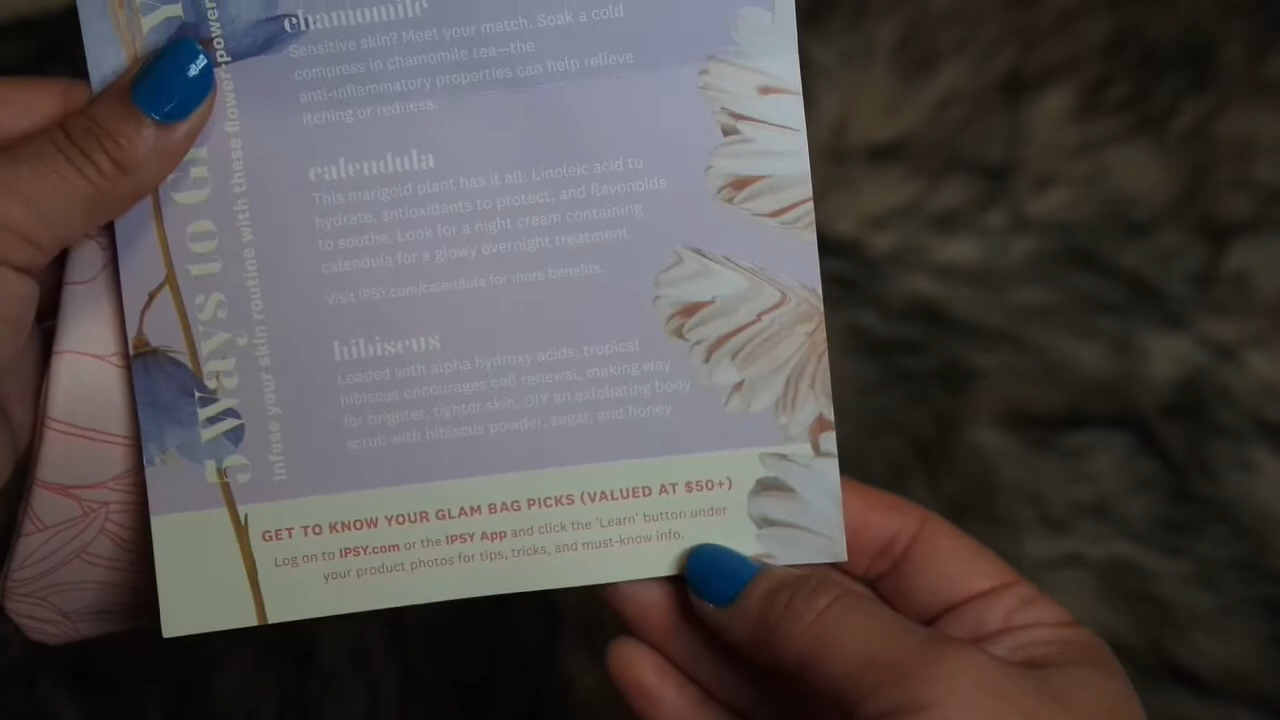 chamomile
Sensitive skin? Meet your match. Soak a cold
compress in chamomile tea—the
anti-inflammatory properties can help relieve
itching or redness.
calendula
This marigold plant has it all: Linoleic acid to
hydrate, antioxidants to protect, and flavonoids
to soothe. Look for a night cream containing
calendula for a glowy overnight treatment.
Visit IPSY.com/calendula for more benefits.
hibiscus
Loaded with alpha hydroxy acids, tropical
hibiscus encourages cell renewal, making way
for brighter, tighter skin. DIY an exfoliating body
scrub with hibiscus powder, sugar, and honey
5 Ways to
Infuse your skin routine with these flower-power
GET TO KNOW YOUR GLAM BAG PICKS (VALUED AT $50+)
Log on to IPSY.com or the IPSY App and click the 'Learn' button under
your product photos for tips, tricks, and must-know info.